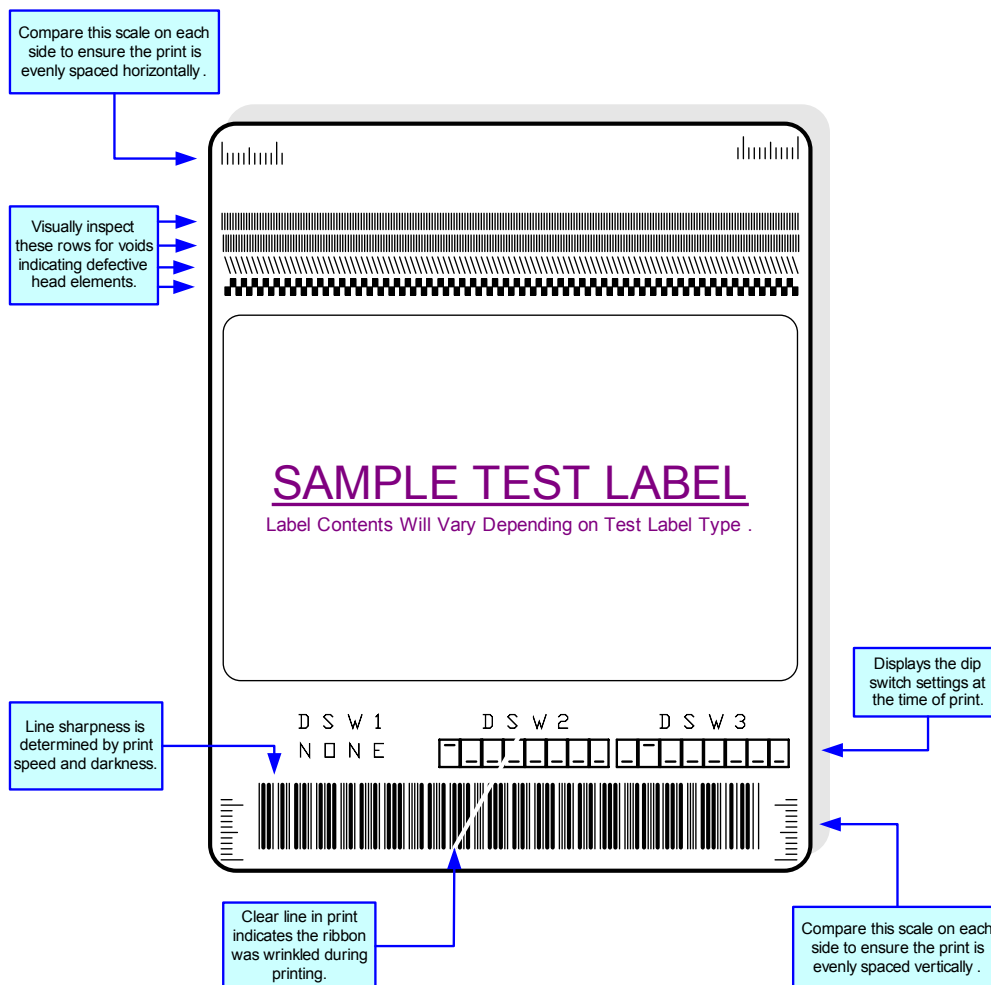 Compare this scale on each
side to ensure the print is
evenly spaced horizontally .
Visually inspect
these rows for voids
indicating defective
head elements.
SAMPLE TEST LABEL
Label Contents Will Vary Depending on Test Label Type .
Displays the dip
switch settings at
the time of print.
Line sharpness is
determined by print
speed and darkness.
DSW1
NONE
DSW2
DSW3
Clear line in print
indicates the ribbon
was wrinkled during
printing.
Compare this scale on each
side to ensure the print is
evenly spaced vertically .